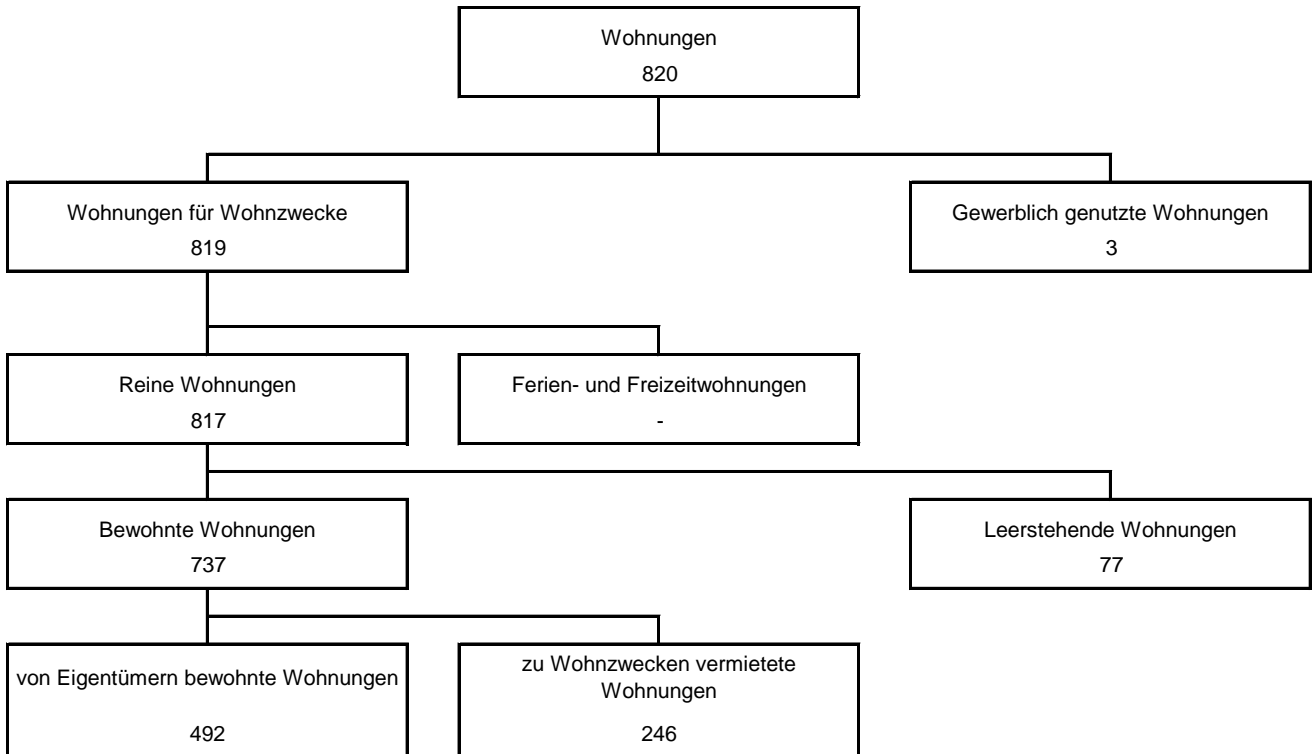 Wohnungen
820
Wohnungen für Wohnzwecke
819
Gewerblich genutzte Wohnungen
3
Reine Wohnungen
817
Ferien- und Freizeitwohnungen
-
Bewohnte Wohnungen
737
Leerstehende Wohnungen
77
von Eigentümern bewohnte Wohnungen
492
zu Wohnzwecken vermietete
Wohnungen
246